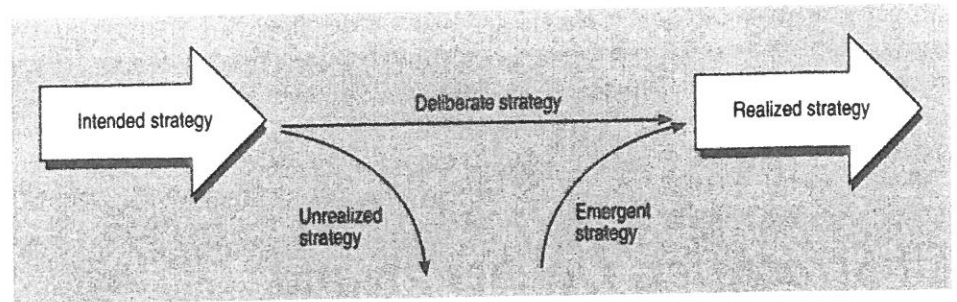 Intended strategy
Deliberate strategy
Realized strategy
Unrealized
strategy
Emergent
strategy